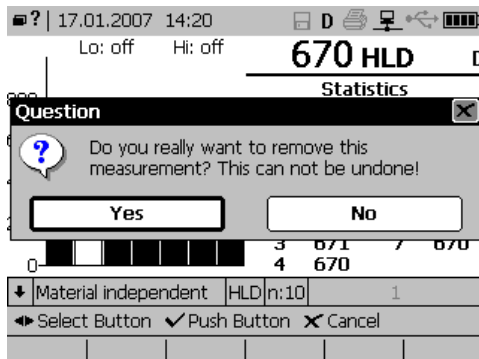 ? 17.01.2007 14:20 D
Lo: off Hi: off 670 HLD
Statistics
Question
Do you really want to remove this
measurement? This can not be undone!
Yes No
3 671 7 670
0 4 670
Material independent HLD n:10 1
Select Button Push Button Cancel